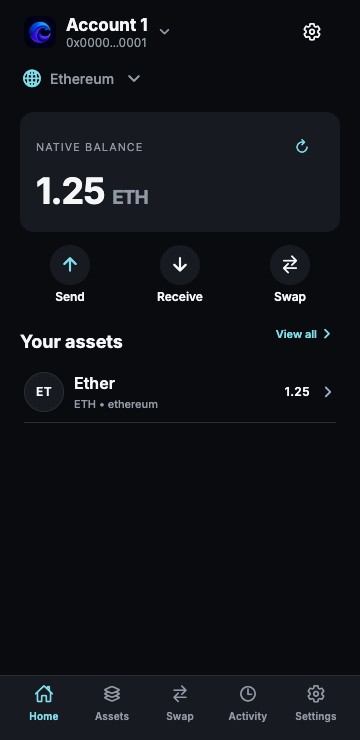 Account 1
0x0000...0001
Ethereum
NATIVE BALANCE
1.25 ETH
Send
Receive
Swap
Your assets
View all
ET
Ether
ETH • ethereum
1.25
Home
Assets
Swap
Activity
Settings